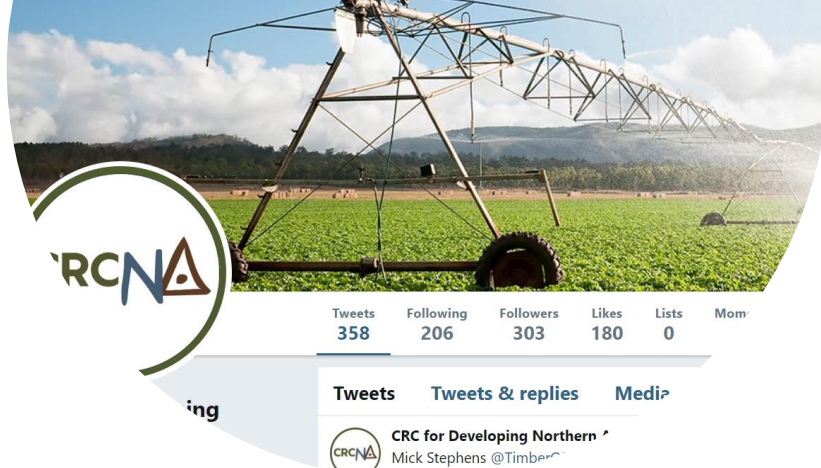 CRCNA
Tweets Following Followers Likes Lists
358 206 303 180 0
Tweets Tweets & replies Media
CRC for Developing Northern
CRCNA
Mick Stephens